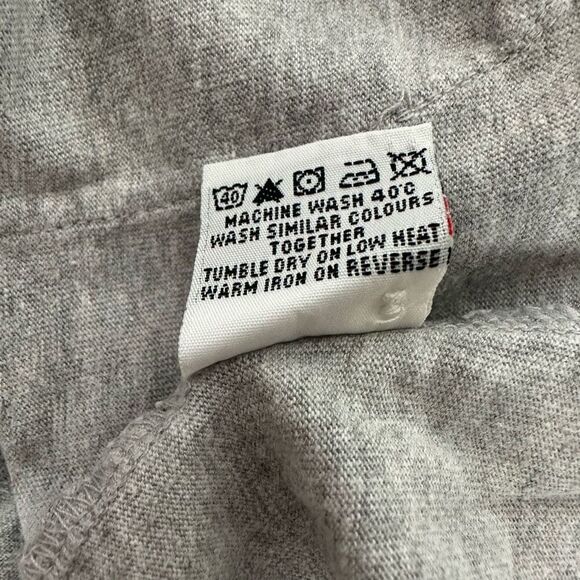 40
MACHINE WASH 40°C
WASH SIMILAR COLOURS
TOGETHER
TUMBLE DRY ON LOW HEAT
WARM IRON ON REVERSE